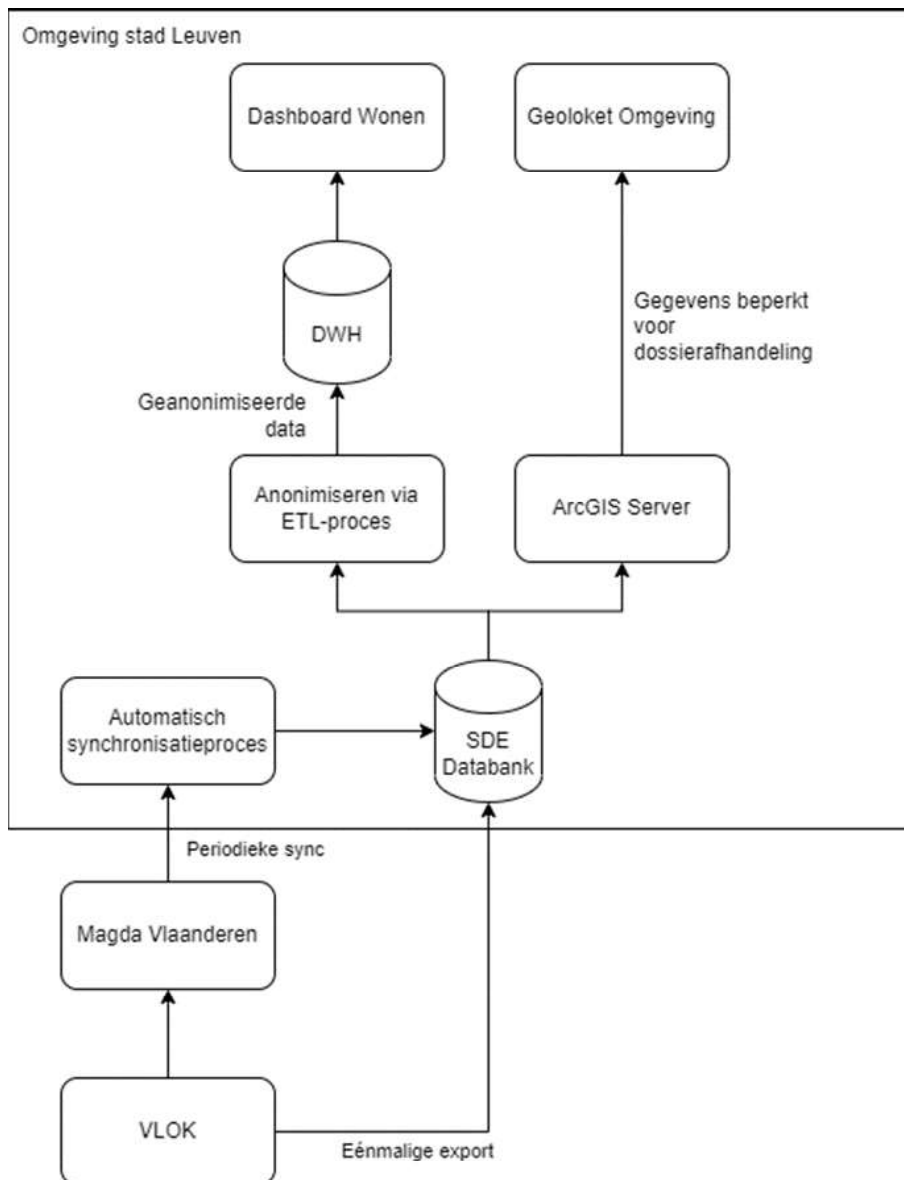 Omgeving stad Leuven
Dashboard Wonen
Geoloket Omgeving
DWH
Gegevens beperkt
voor
dossierafhandeling
Geanonimiseerde
data
Anonimiseren via
ETL-proces
ArcGIS Server
Automatisch
synchronisatieproces
SDE
Databank
Periodieke sync
Magda Vlaanderen
VLOK
Eénmalige export